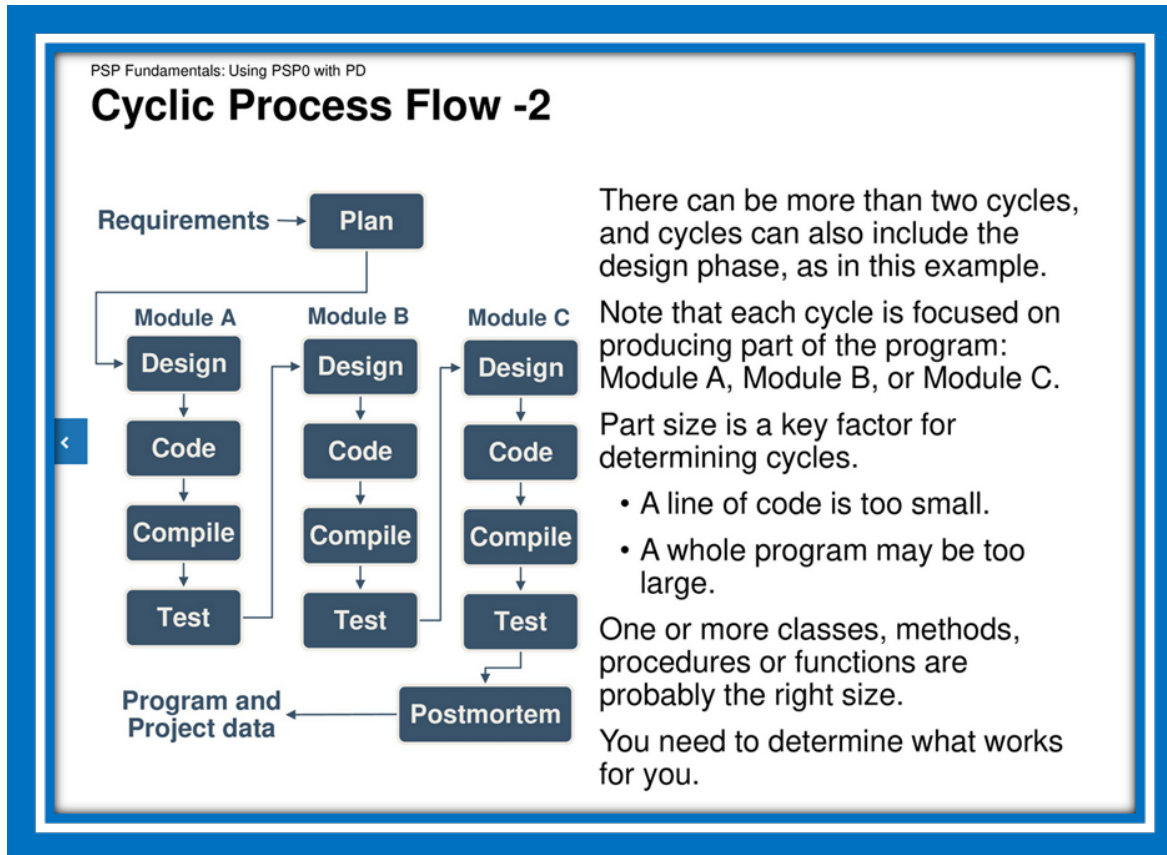 PSP Fundamentals: Using PSP0 with PD
Cyclic Process Flow -2
Requirements
Plan
Module A
Design
Code
Compile
Test
Module B
Design
Code
Compile
Test
Module C
Design
Code
Compile
Test
Postmortem
Program and
Project data
There can be more than two cycles,
and cycles can also include the
design phase, as in this example.
Note that each cycle is focused on
producing part of the program:
Module A, Module B, or Module C.
Part size is a key factor for
determining cycles.
• A line of code is too small.
• A whole program may be too
large.
One or more classes, methods,
procedures or functions are
probably the right size.
You need to determine what works
for you.